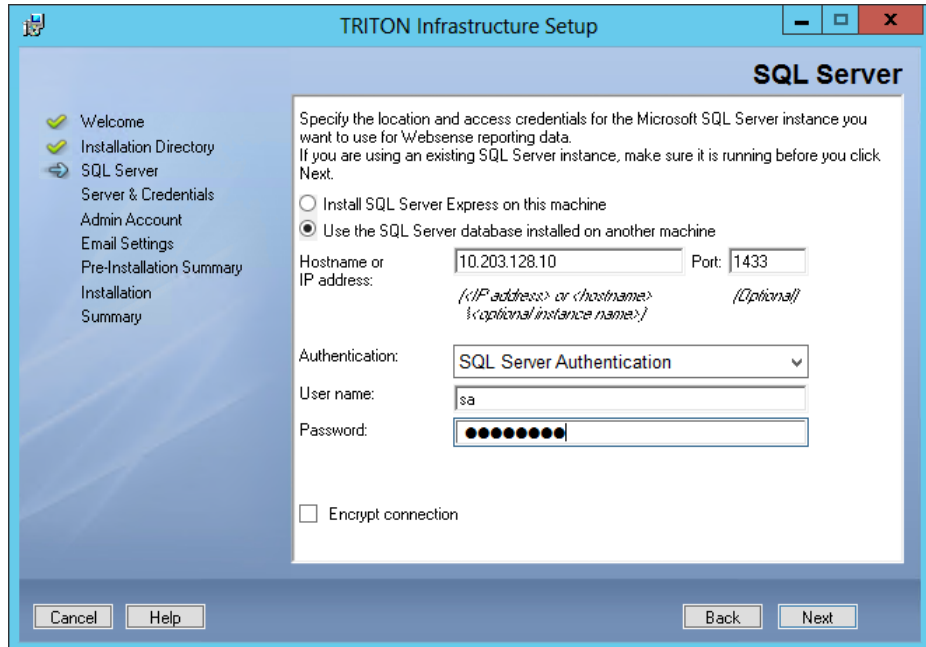 TRITON Infrastructure Setup
SQL Server
Welcome
Installation Directory
SQL Server
Server & Credentials
Admin Account
Email Settings
Pre-Installation Summary
Installation
Summary
Specify the location and access credentials for the Microsoft SQL Server instance you
want to use for Websense reporting data.
If you are using an existing SQL Server instance, make sure it is running before you click
Next.
Install SQL Server Express on this machine
Use the SQL Server database installed on another machine
Hostname or
IP address:
10.203.128.10
Port: 1433
(<IP address> or <hostname>
\<optional instance name>)
(Optional)
Authentication:
SQL Server Authentication
User name:
sa
Password:
●●●●●●●●
Encrypt connection
Cancel
Help
Back
Next